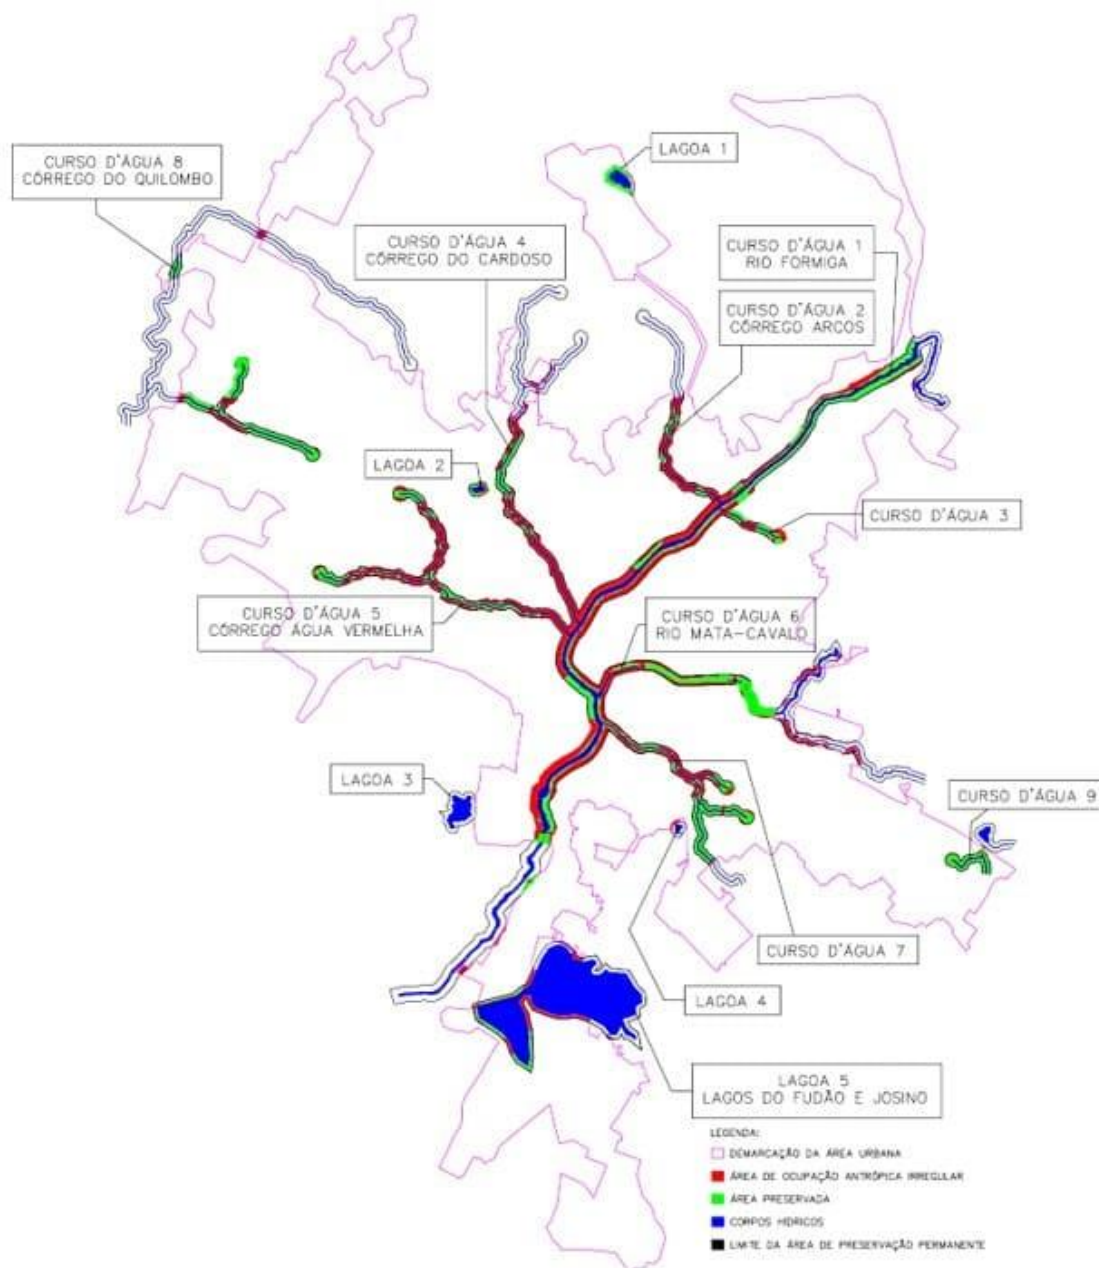 LAGOA 1
CURSO D'ÁGUA 8
CÓRREGO DO QUILOMBO
CURSO D'ÁGUA 4
CÓRREGO DO CARDOSO
CURSO D'ÁGUA 1
RIO FORMIGA
CURSO D'ÁGUA 2
CÓRREGO ARCOS
LAGOA 2
CURSO D'ÁGUA 3
CURSO D'ÁGUA 5
CÓRREGO ÁGUA VERMELHA
CURSO D'ÁGUA 6
RIO MATA-CAVALO
LAGOA 3
CURSO D'ÁGUA 9
CURSO D'ÁGUA 7
LAGOA 4
LAGOA 5
LAGOS DO FUDÃO E JOSINO
LEGENDA:
DEMARCAÇÃO DA ÁREA URBANA
ÁREA DE OCUPAÇÃO ANTRÓPICA IRREGULAR
ÁREA PRESERVADA
CORPOS HÍDRICOS
LIMITE DA ÁREA DE PRESERVAÇÃO PERMANENTE